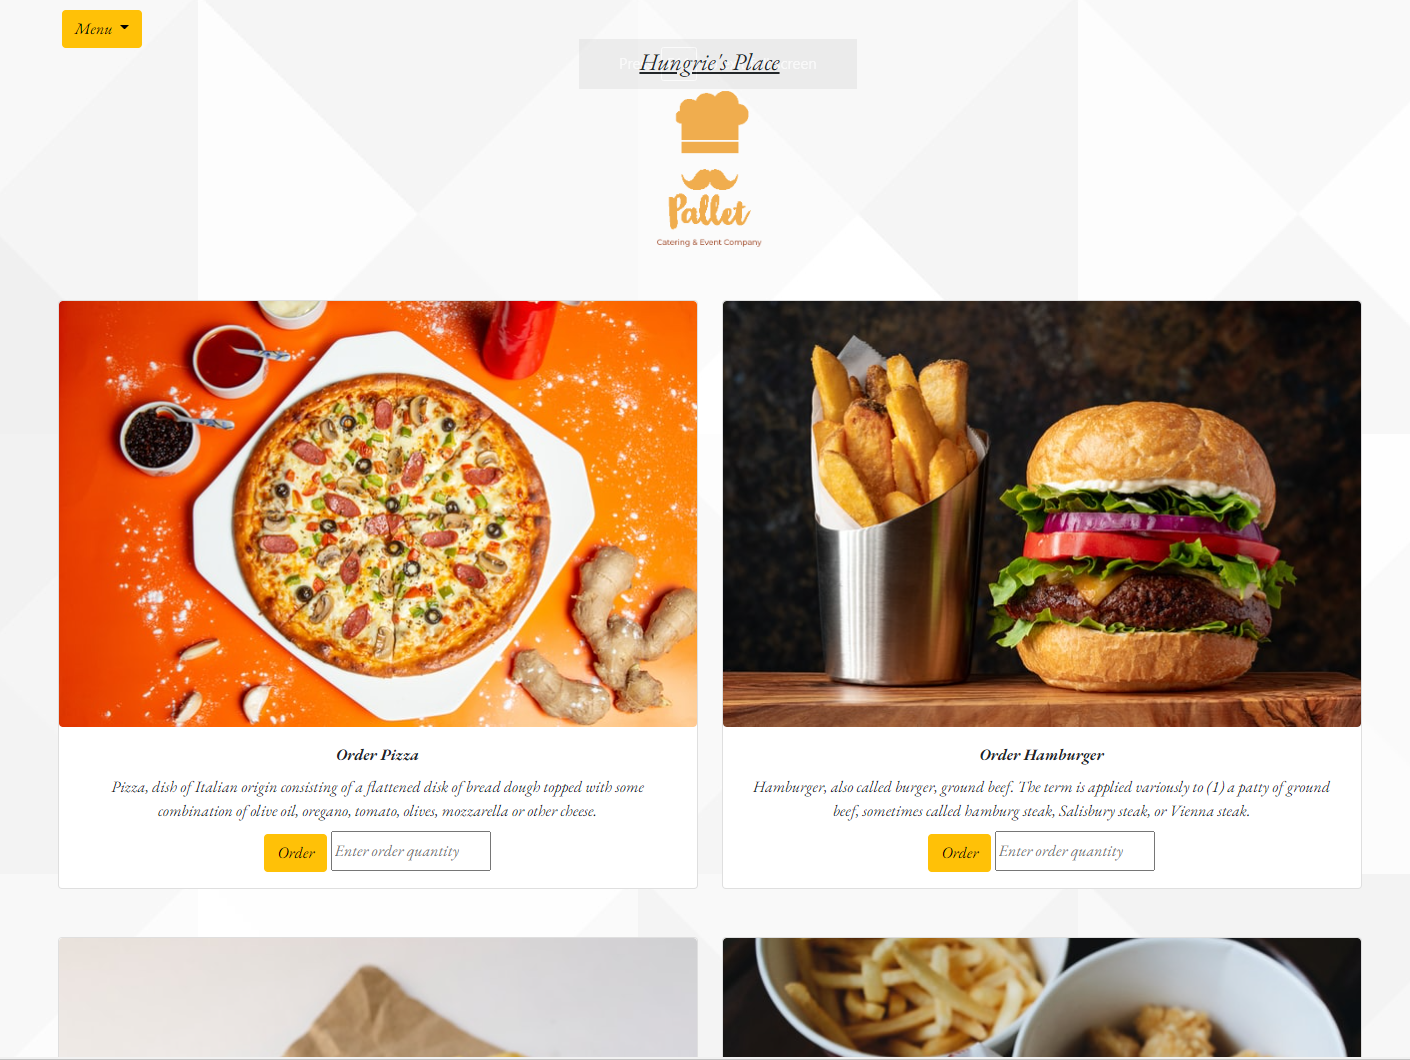 Menu
Hungrie's Place
Pallet
Catering & Event Company
Order Pizza
Pizza, dish of Italian origin consisting of a flattened disk of bread dough topped with some
combination of olive oil, oregano, tomato, olives, mozzarella or other cheese.
Order Enter order quantity
Order Hamburger
Hamburger, also called burger, ground beef. The term is applied variously to (1) a patty of ground
beef, sometimes called hamburg steak, Salisbury steak, or Vienna steak.
Order Enter order quantity